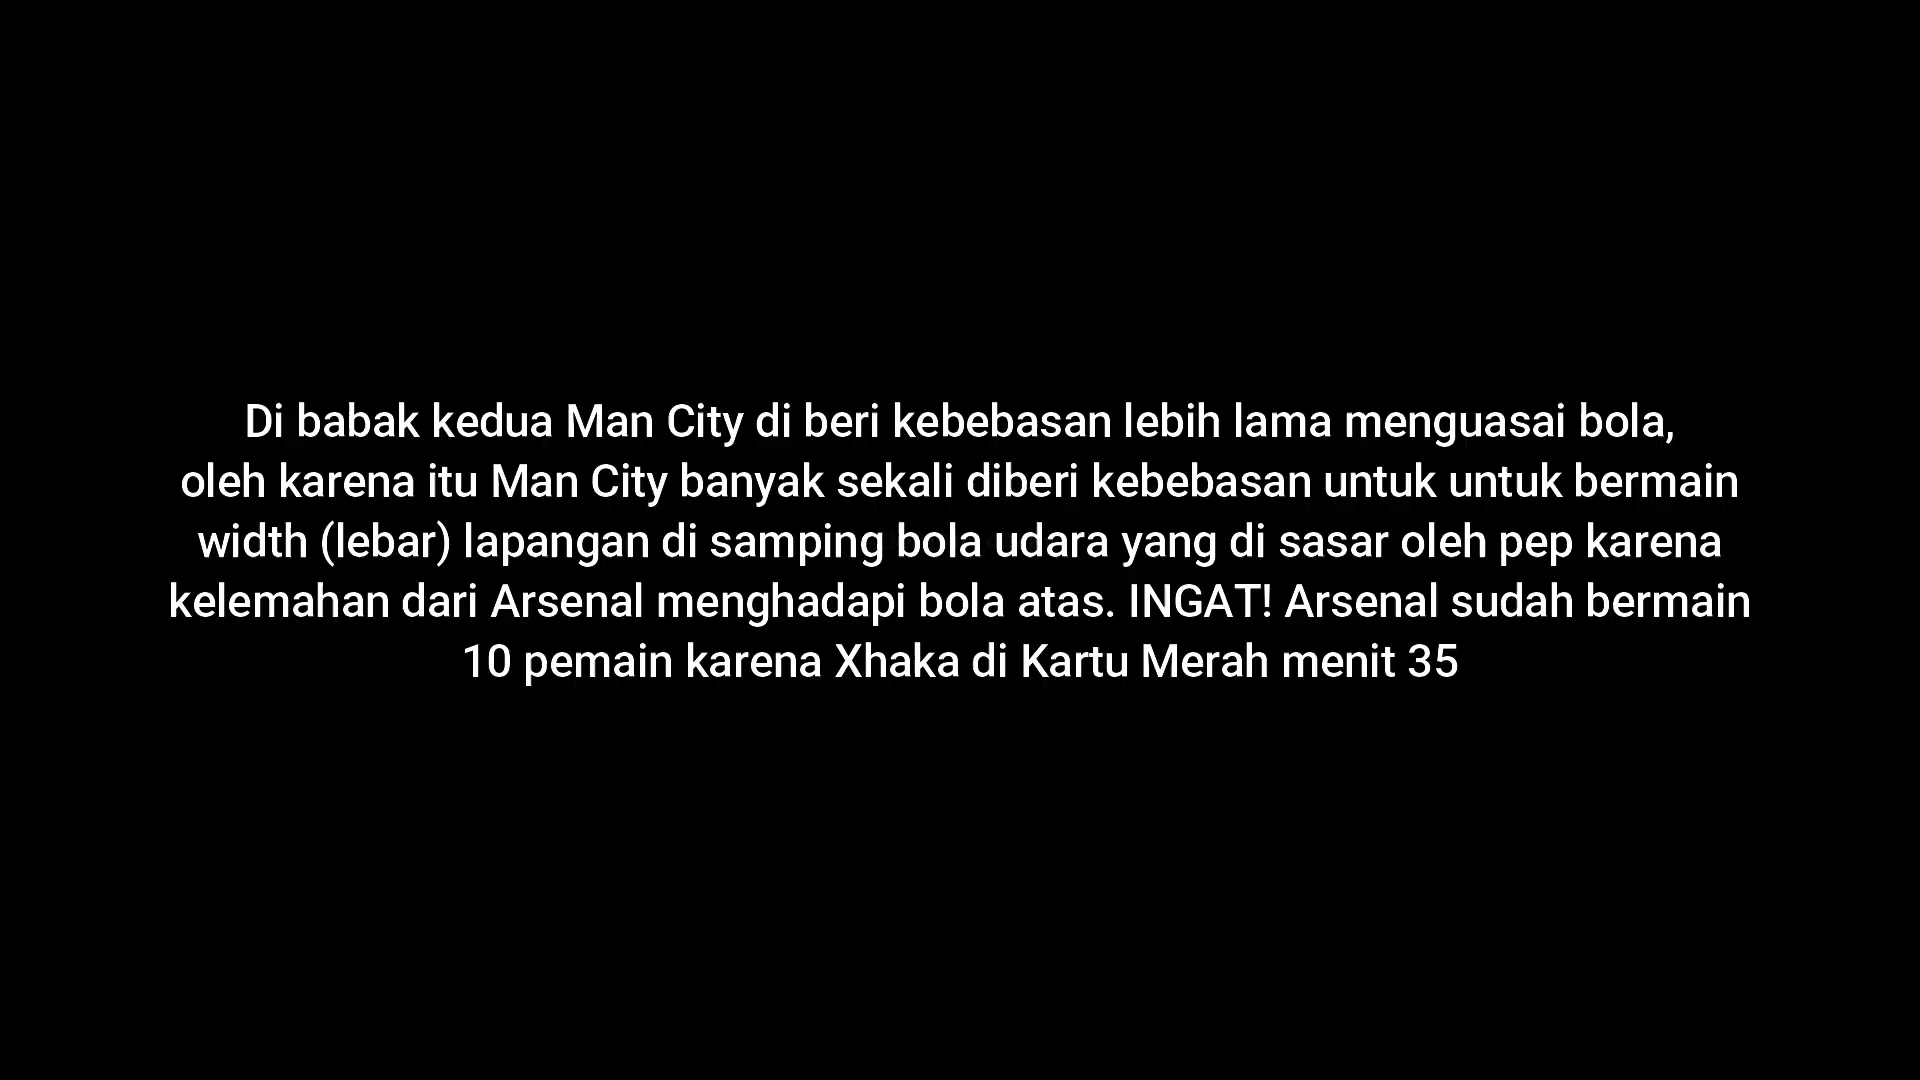 Di babak kedua Man City di beri kebebasan lebih lama menguasai bola,
oleh karena itu Man City banyak sekali diberi kebebasan untuk untuk bermain
width (lebar) lapangan di samping bola udara yang di sasar oleh pep karena
kelemahan dari Arsenal menghadapi bola atas. INGAT! Arsenal sudah bermain
10 pemain karena Xhaka di Kartu Merah menit 35